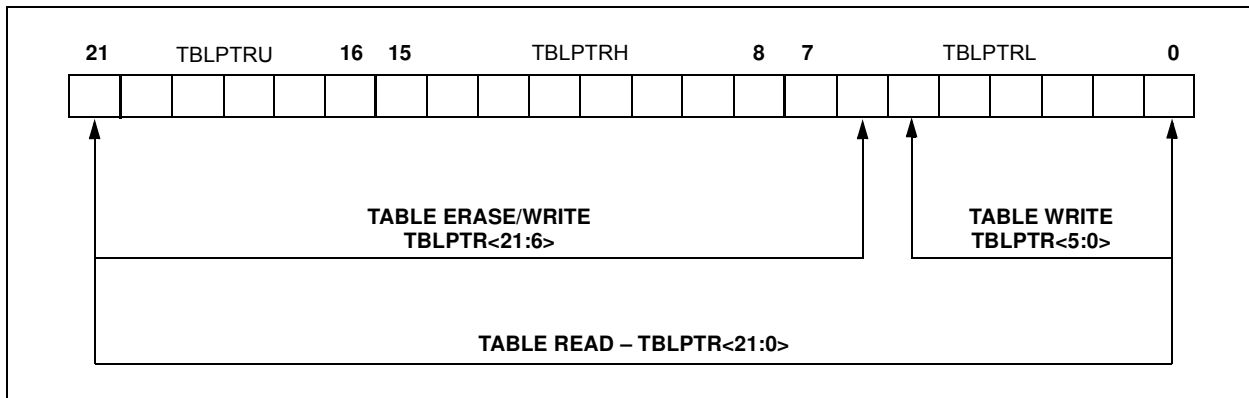 21 TBLPTRU 16 15 TBLPTRH 8 7 TBLPTRL 0
TABLE ERASE/WRITE
TBLPTR<21:6>
TABLE WRITE
TBLPTR<5:0>
TABLE READ – TBLPTR<21:0>